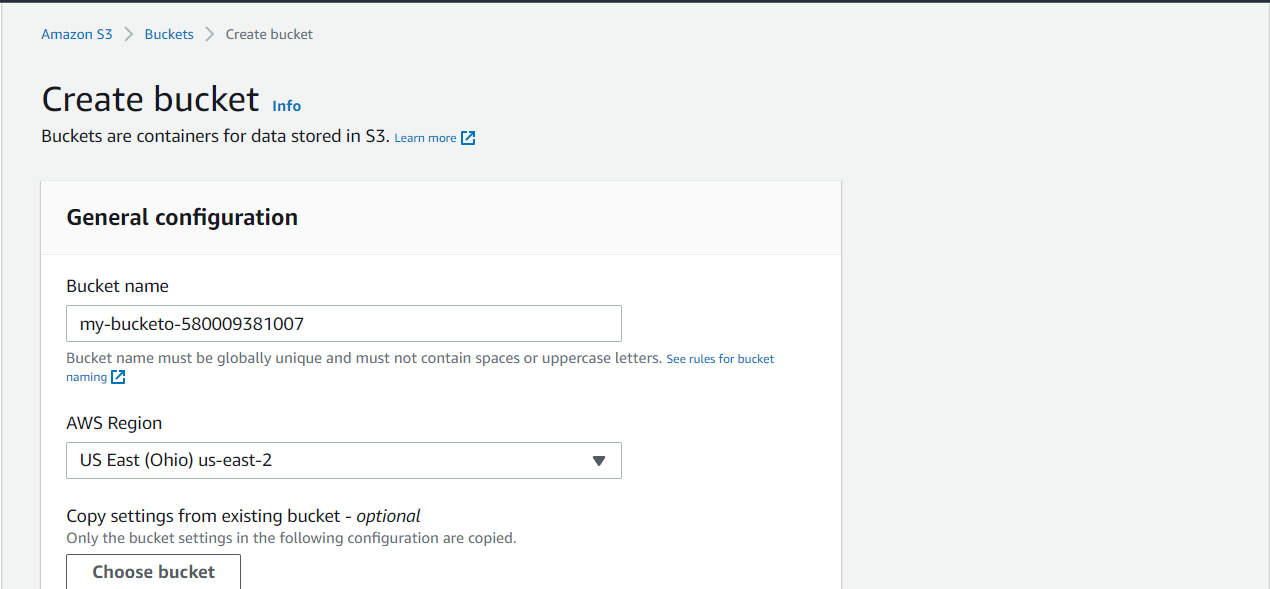 Amazon S3 > Buckets > Create bucket
Create bucket Info
Buckets are containers for data stored in S3. Learn more
General configuration
Bucket name
my-bucketo-580009381007
Bucket name must be globally unique and must not contain spaces or uppercase letters. See rules for bucket
naming
AWS Region
US East (Ohio) us-east-2
Copy settings from existing bucket - optional
Only the bucket settings in the following configuration are copied.
Choose bucket